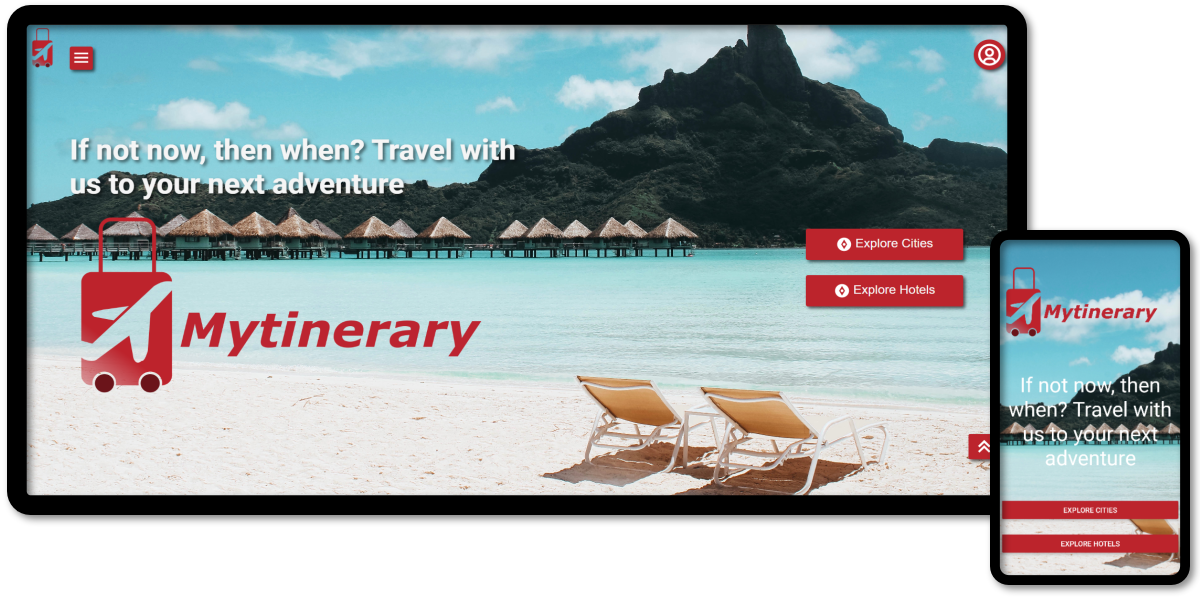 If not now, then when? Travel with
us to your next adventure
Explore Cities
Explore Hotels
Mytinerary
Mytinerary
If not now, then
when? Travel with
us to your next
adventure
EXPLORE CITIES
EXPLORE HOTELS